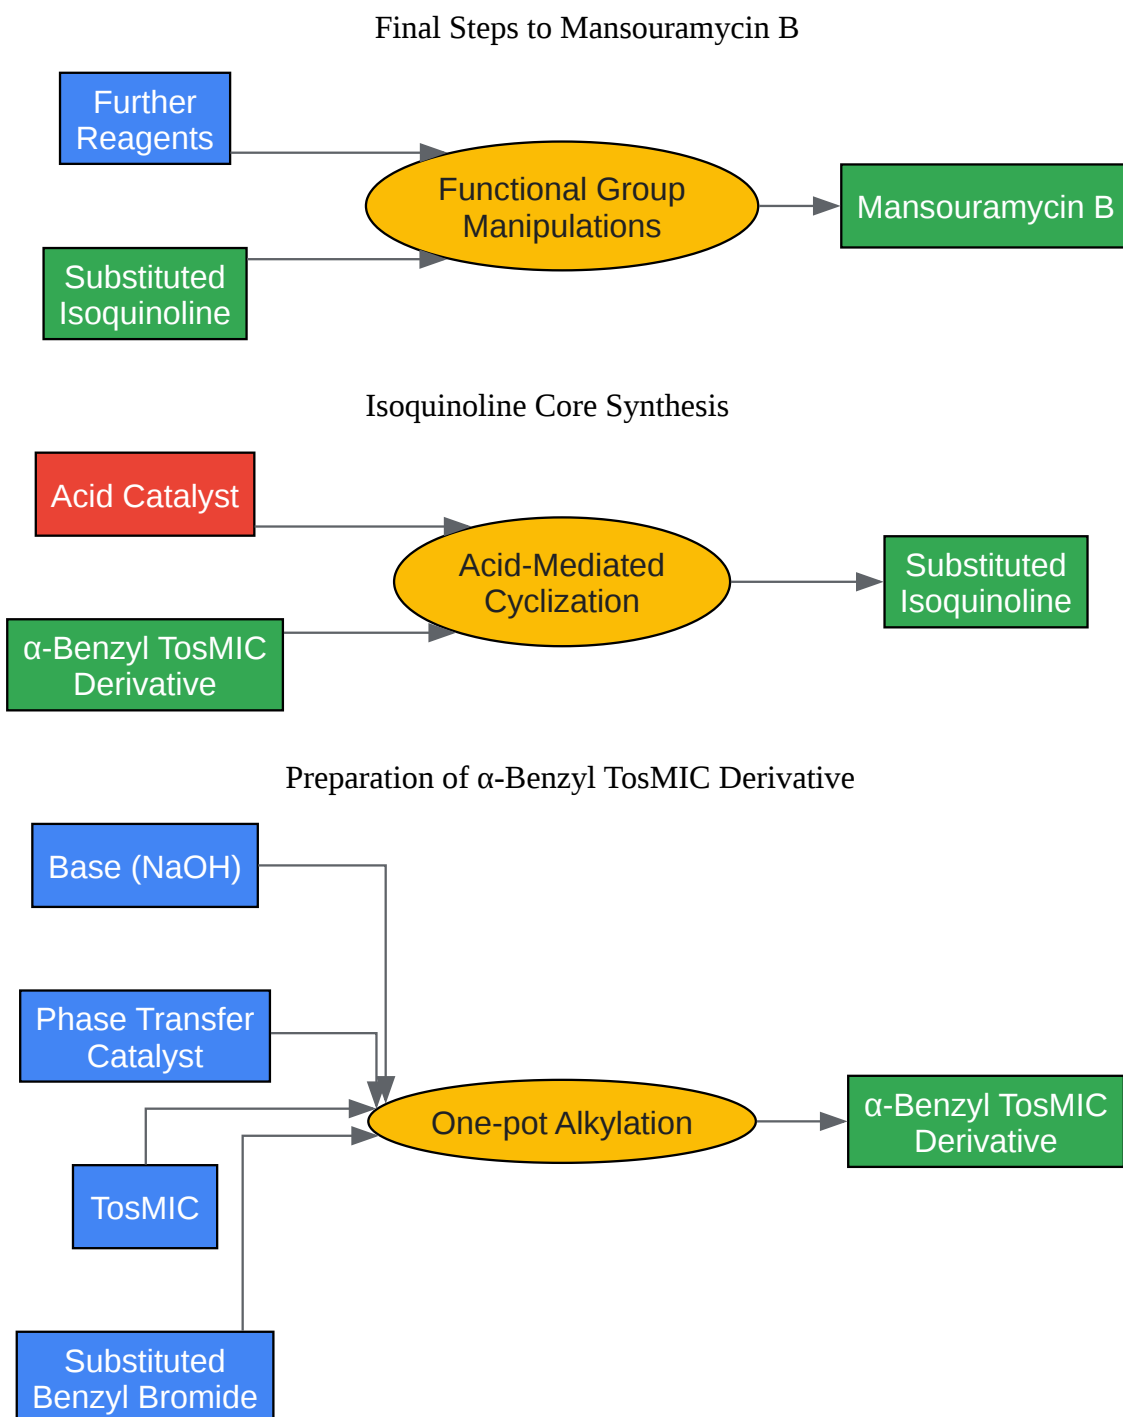 Final Steps to Mansouramycin B
Further
Reagents
Functional Group
Manipulations
Mansouramycin B
Substituted
Isoquinoline
Isoquinoline Core Synthesis
Acid Catalyst
Acid-Mediated
Cyclization
Substituted
Isoquinoline
α-Benzyl TosMIC
Derivative
Preparation of α-Benzyl TosMIC Derivative
Base (NaOH)
Phase Transfer
Catalyst
One-pot Alkylation
α-Benzyl TosMIC
Derivative
TosMIC
Substituted
Benzyl Bromide